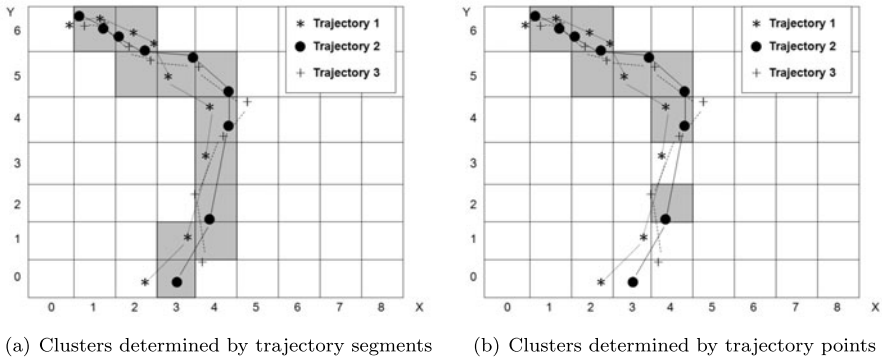 Y
6
5
4
3
2
1
0
0 1 2 3 4 5 6 7 8 X
* Trajectory 1
● Trajectory 2
+ Trajectory 3
(a) Clusters determined by trajectory segments
Y
6
5
4
3
2
1
0
0 1 2 3 4 5 6 7 8 X
* Trajectory 1
● Trajectory 2
+ Trajectory 3
(b) Clusters determined by trajectory points